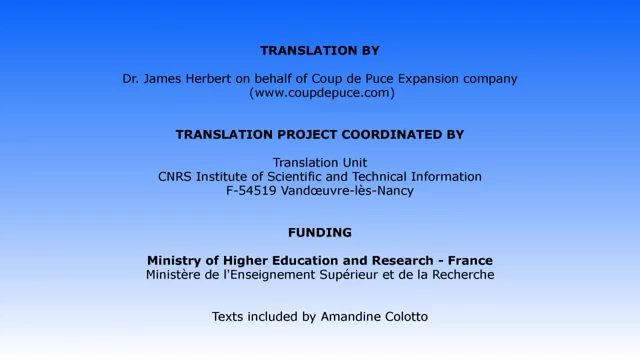 TRANSLATION BY
Dr. James Herbert on behalf of Coup de Puce Expansion company
(www.coupdepuce.com)
TRANSLATION PROJECT COORDINATED BY
Translation Unit
CNRS Institute of Scientific and Technical Information
F-54519 Vandœuvre-lès-Nancy
FUNDING
Ministry of Higher Education and Research - France
Ministère de l'Enseignement Supérieur et de la Recherche
Texts included by Amandine Colotto